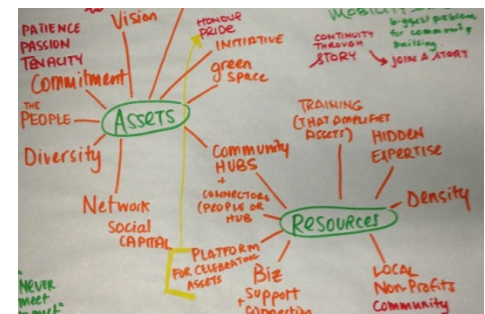 Vision
HONOUR
PRIDE
MOBILITY
biggest problem
for community
building
PATIENCE
PASSION
TENACITY
INITIATIVE
green
SPACE
CONTINUITY
THROUGH
STORY
JOIN A STORY
Commitment
THE
PEOPLE
ASSETS
Diversity
TRAINING
(THAT AMPLIFIES
ASSETS)
HIDDEN
EXPERTISE
Community
HUBS
+
CONNECTORS
(PEOPLE OR
HUB
Density
RESOURCES
Network
Social
CAPITAL
PLATFORM
FOR CELEBRATING
ASSETS
Biz
Support
+
LOCAL
Non-Profits
Community
"NEVER
meet